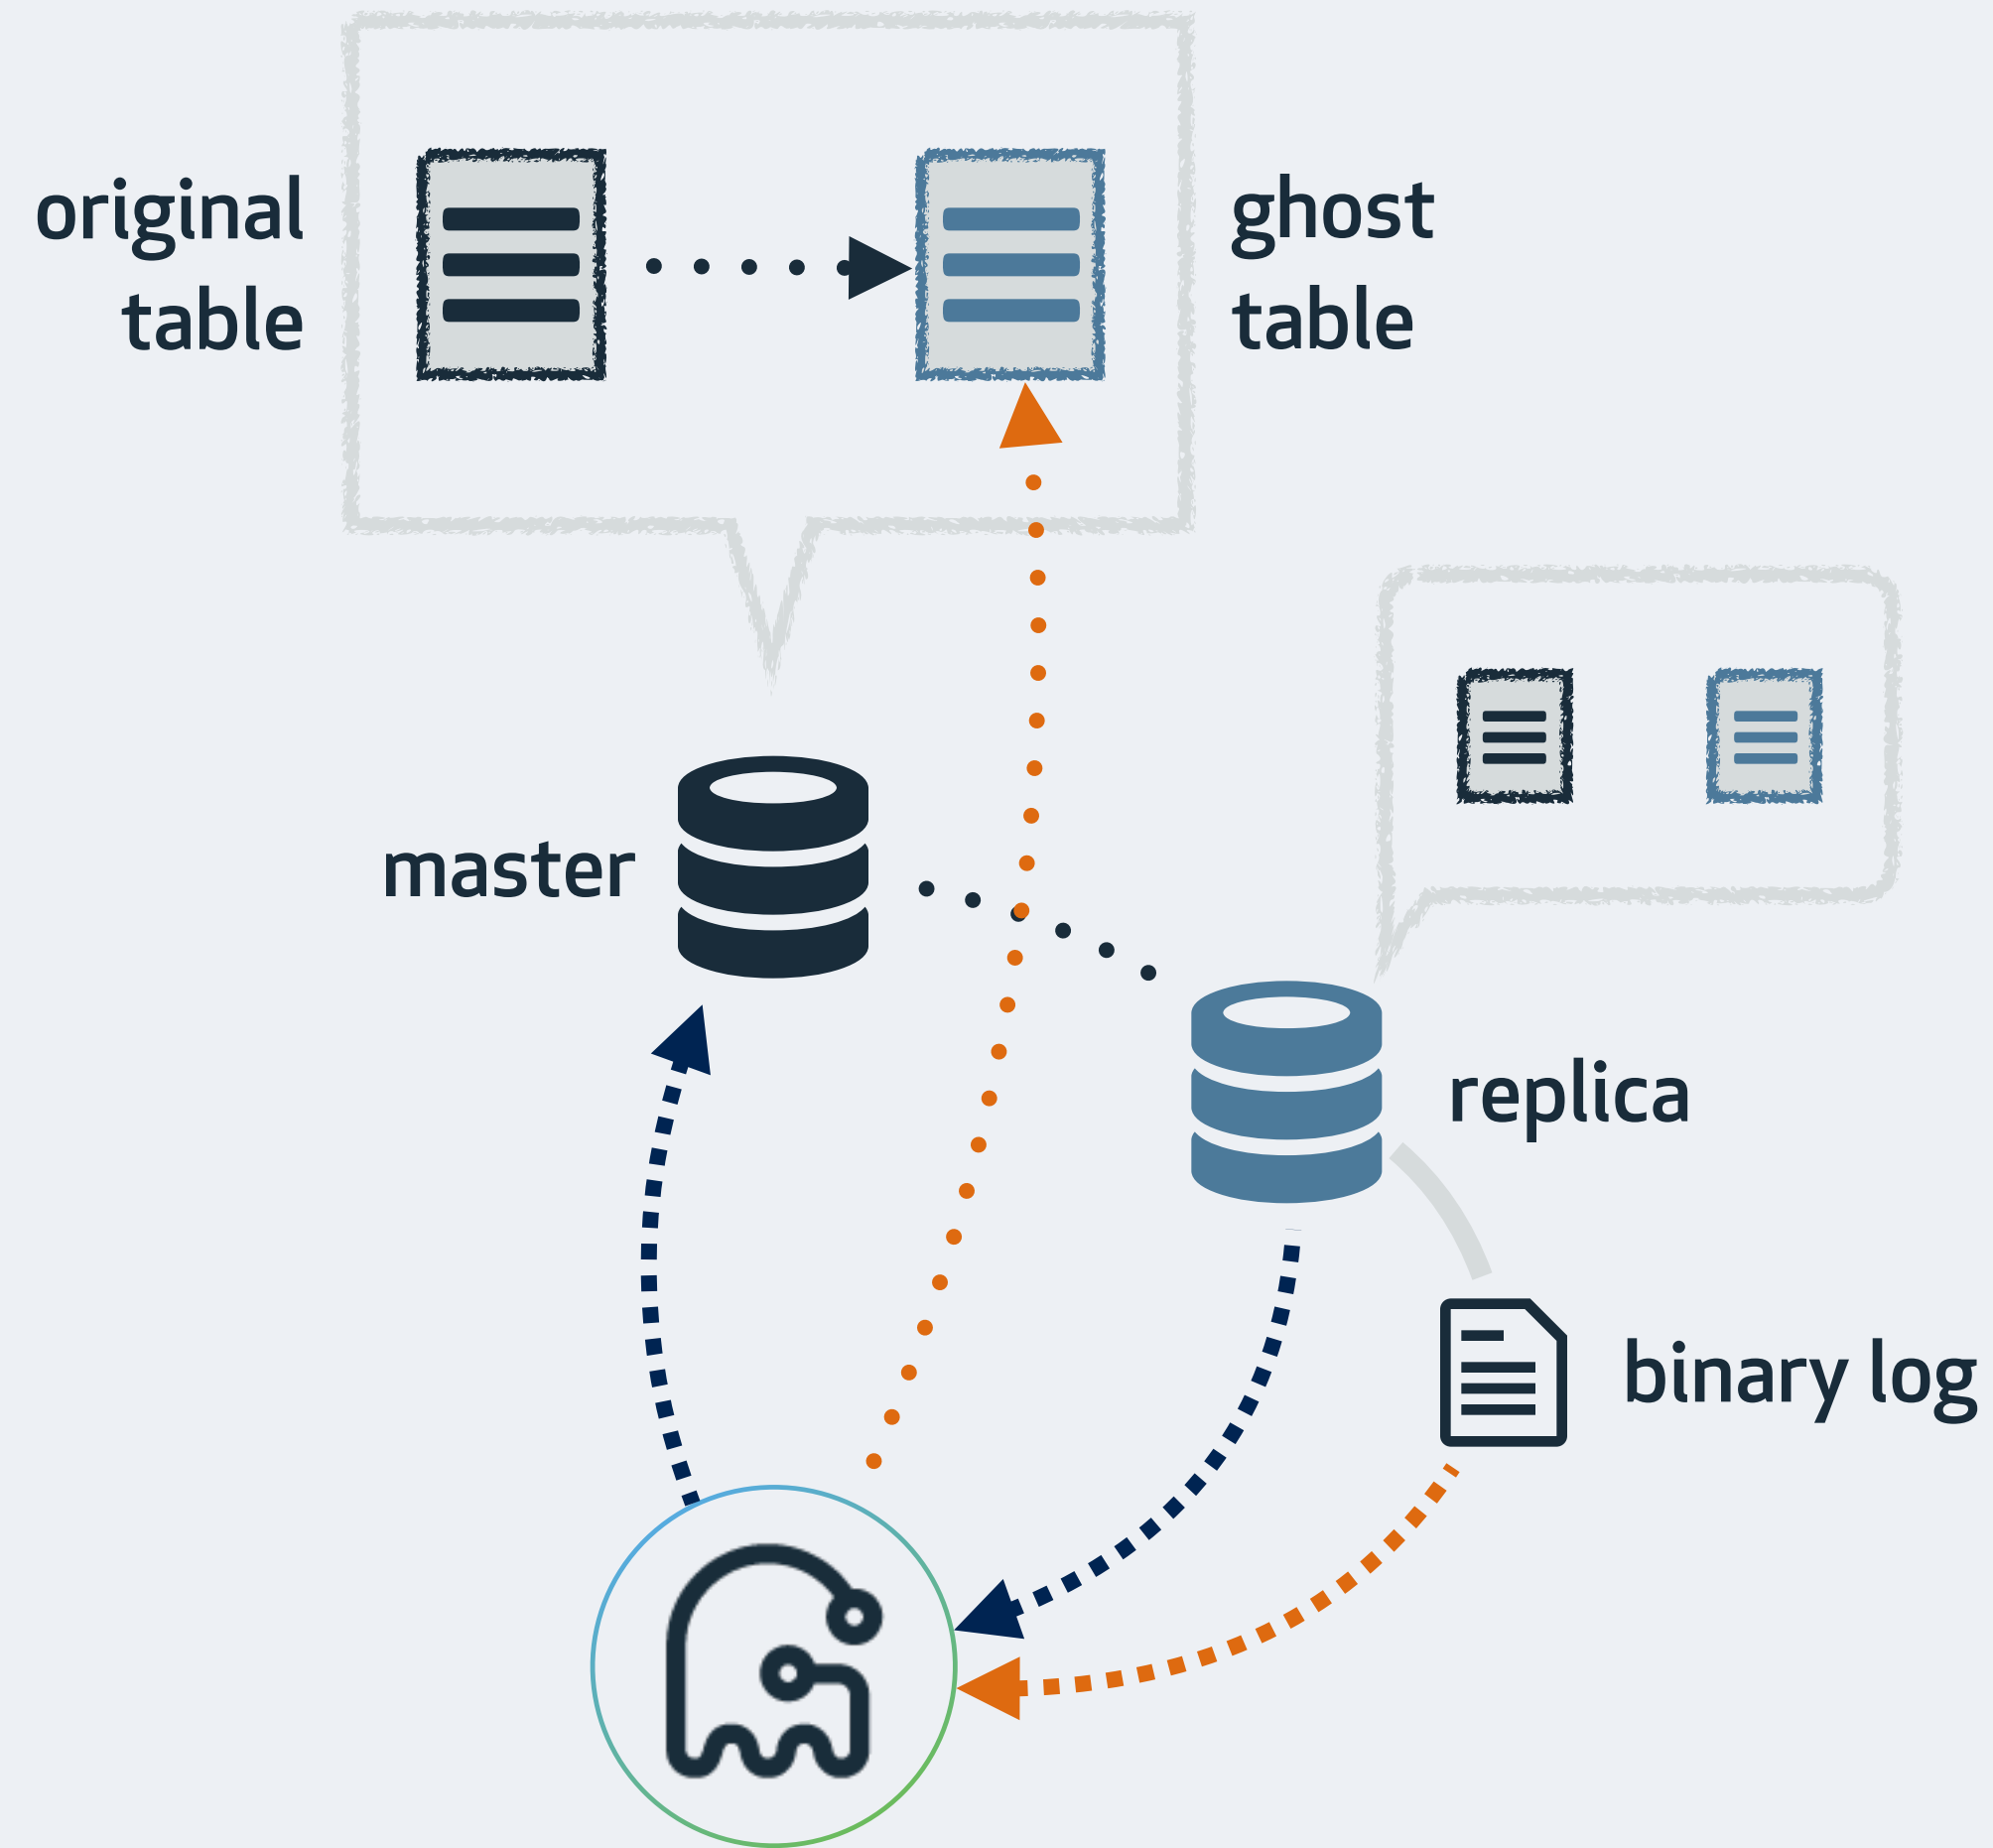 original
table
ghost
table
master
replica
binary log